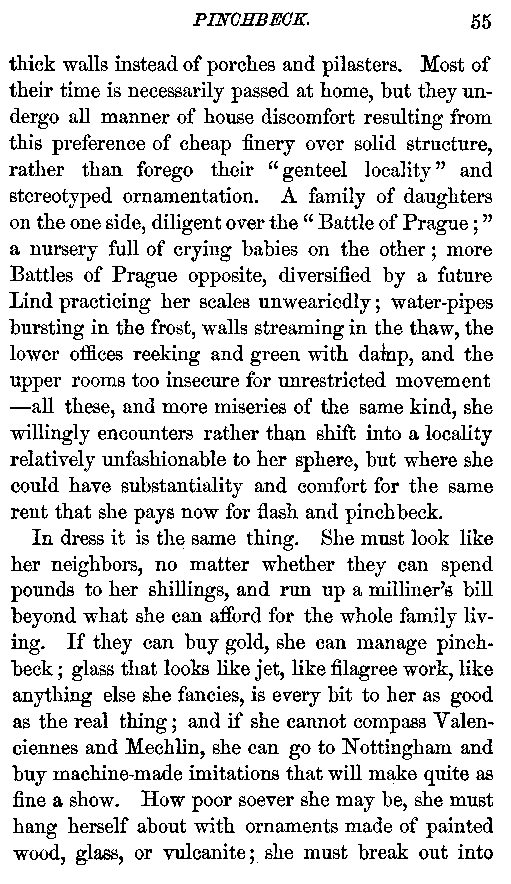 PINCHBECK. 55
thick walls instead of porches and pilasters. Most of
their time is necessarily passed at home, but they un-
dergo all manner of house discomfort resulting from
this preference of cheap finery over solid structure,
rather than forego their "genteel locality" and
stereotyped ornamentation. A family of daughters
on the one side, diligent over the "Battle of Prague;"
a nursery full of crying babies on the other; more
Battles of Prague opposite, diversified by a future
Lind practicing her scales unweariedly; water-pipes
bursting in the frost, walls streaming in the thaw, the
lower offices reeking and green with damp, and the
upper rooms too insecure for unrestricted movement
—all these, and more miseries of the same kind, she
willingly encounters rather than shift into a locality
relatively unfashionable to her sphere, but where she
could have substantiality and comfort for the same
rent that she pays now for flash and pinchbeck.
In dress it is the same thing. She must look like
her neighbors, no matter whether they can spend
pounds to her shillings, and run up a milliner's bill
beyond what she can afford for the whole family liv-
ing. If they can buy gold, she can manage pinch-
beck; glass that looks like jet, like filagree work, like
anything else she fancies, is every bit to her as good
as the real thing; and if she cannot compass Valen-
ciennes and Mechlin, she can go to Nottingham and
buy machine-made imitations that will make quite as
fine a show. How poor soever she may be, she must
hang herself about with ornaments made of painted
wood, glass, or vulcanite; she must break out into